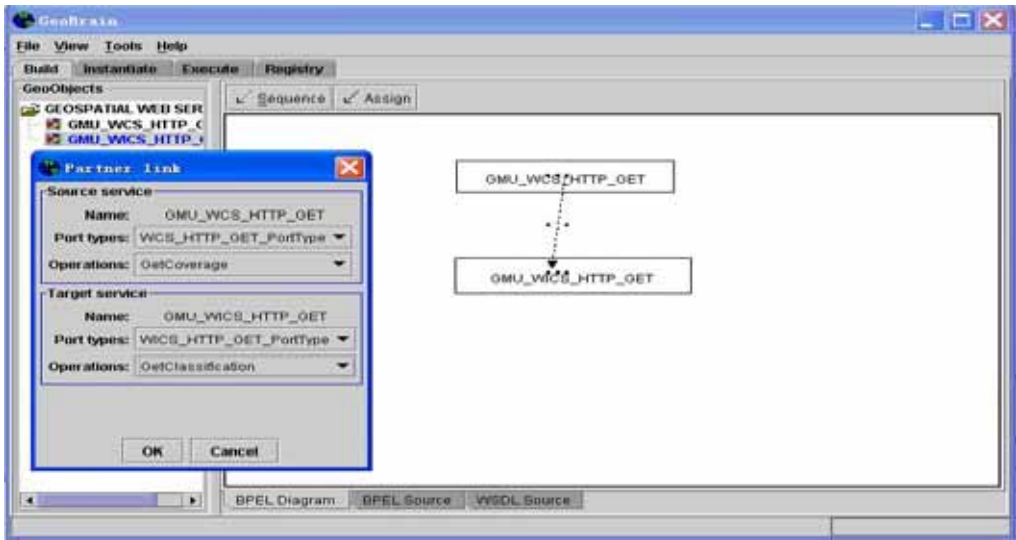 GeoBrain
File View Tools Help
Build Instantiate Execute Registry
GeoObjects
Sequence Assign
GEOSPATIAL WEB SER
GMU_WCS_HTTP_G
GMU_WICS_HTTP_G
Partner link
Source service
Name: GMU_WCS_HTTP_GET
Port types: WCS_HTTP_GET_PortType
Operations: GetCoverage
Target service
Name: GMU_WICS_HTTP_GET
Port types: WICS_HTTP_GET_PortType
Operations: GetClassification
OK Cancel
GMU_WCS_HTTP_GET
GMU_WICS_HTTP_GET
BPEL Diagram BPEL Source WSDL Source